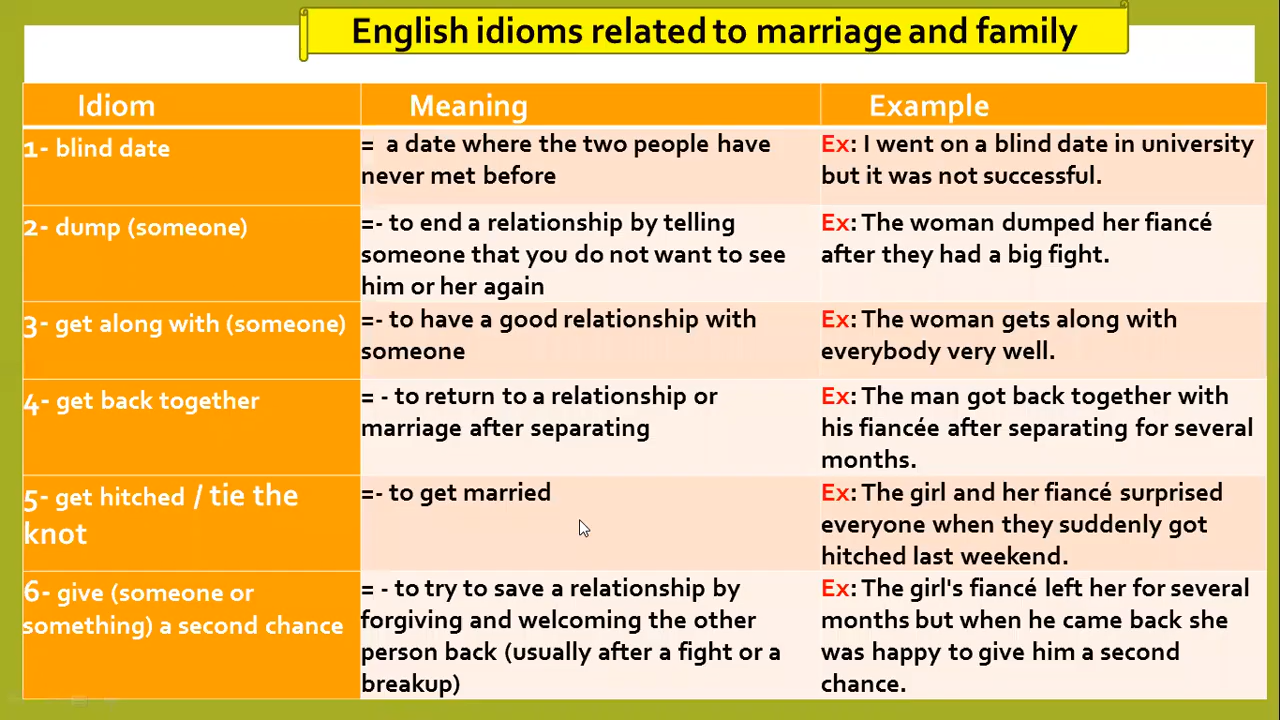 English idioms related to marriage and family
Idiom
Meaning
Example
1- blind date
= a date where the two people have
never met before
Ex: I went on a blind date in university
but it was not successful.
2- dump (someone)
=- to end a relationship by telling
someone that you do not want to see
him or her again
Ex: The woman dumped her fiancé
after they had a big fight.
3- get along with (someone)
=- to have a good relationship with
someone
Ex: The woman gets along with
everybody very well.
4- get back together
= - to return to a relationship or
marriage after separating
Ex: The man got back together with
his fiancée after separating for several
months.
5- get hitched / tie the
knot
=- to get married
Ex: The girl and her fiancé surprised
everyone when they suddenly got
hitched last weekend.
6- give (someone or
something) a second chance
= - to try to save a relationship by
forgiving and welcoming the other
person back (usually after a fight or a
breakup)
Ex: The girl's fiancé left her for several
months but when he came back she
was happy to give him a second
chance.